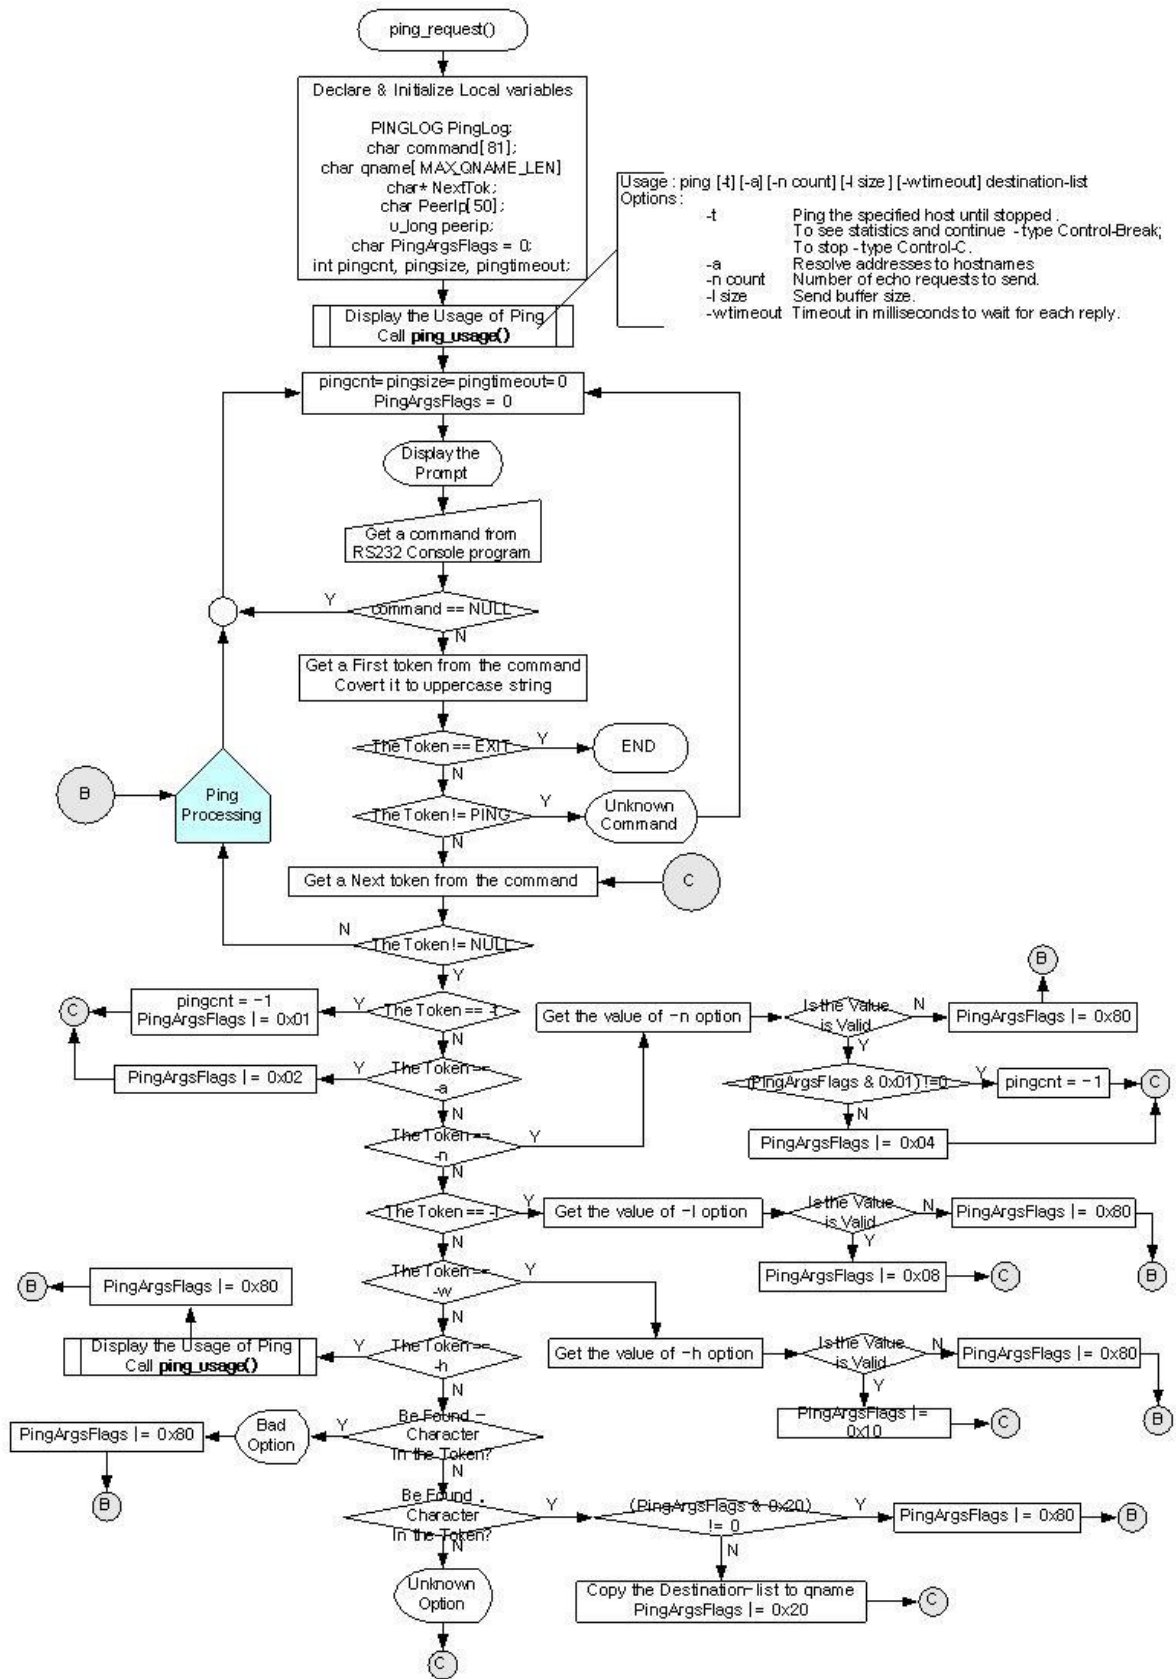 ping_request()
Declare & Initialize Local variables
PINGLOG PingLog;
char command[81];
char qname[MAX_QNAME_LEN]
char* NextTok;
char PeerIp[50];
u_long peerip;
char PingArgsFlags = 0;
int pingcnt, pingsize, pingtimeout;
Usage : ping [-t] [-a] [-n count] [-l size ] [-wtimeout] destination-list
Options :
-t Ping the specified host until stopped .
To see statistics and continue - type Control-Break;
To stop - type Control-C.
-a Resolve addresses to hostnames
-n count Number of echo requests to send.
-l size Send buffer size.
-wtimeout Timeout in milliseconds to wait for each reply.
Display the Usage of Ping
Call ping_usage()
pingcnt=pingsize=pingtimeout=0
PingArgsFlags = 0
Display the
Prompt
Get a command from
RS232 Console program
command == NULL
Y
N
Get a First token from the command
Covert it to uppercase string
The Token == EXIT
Y
END
N
B
Ping
Processing
The Token != PING
Y
Unknown
Command
N
Get a Next token from the command
C
The Token != NULL
N
Y
The Token == -t
Y
pingcnt = -1
PingArgsFlags |= 0x01
C
N
The Token ==
-a
Y
PingArgsFlags |= 0x02
N
The Token ==
-n
Y
Get the value of -n option
Is the Value
is Valid
N
PingArgsFlags |= 0x80
B
Y
(PingArgsFlags & 0x01) !=0
Y
pingcnt = -1
C
N
PingArgsFlags |= 0x04
N
The Token == -l
Y
Get the value of -l option
Is the Value
is Valid
N
PingArgsFlags |= 0x80
B
Y
PingArgsFlags |= 0x08
C
N
The Token ==
-w
Y
Get the value of -h option
Is the Value
is Valid
N
PingArgsFlags |= 0x80
B
Y
PingArgsFlags |=
0x10
C
N
The Token ==
-h
Y
Display the Usage of Ping
Call ping_usage()
PingArgsFlags |= 0x80
B
N
Be Found -
Character
In the Token?
Y
Bad
Option
PingArgsFlags |= 0x80
B
N
Be Found .
Character
In the Token?
Y
(PingArgsFlags & 0x20)
!= 0
Y
PingArgsFlags |= 0x80
B
N
Copy the Destination-list to qname
PingArgsFlags |= 0x20
C
N
Unknown
Option
C